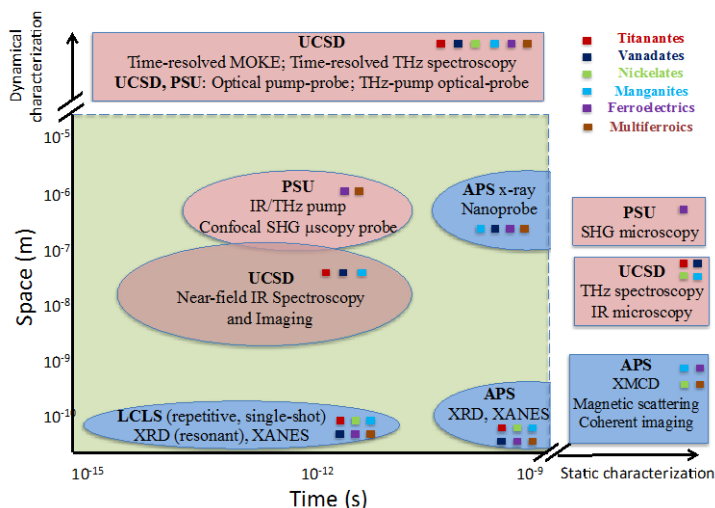 Dynamical
characterization
UCSD
Time-resolved MOKE; Time-resolved THz spectroscopy
UCSD, PSU: Optical pump-probe; THz-pump optical-probe
Titanantes
Vanadates
Nickelates
Manganites
Ferroelectrics
Multiferroics
Space (m)
10-5
10-6
10-7
10-8
10-9
10-10
PSU
IR/THz pump
Confocal SHG µscopy probe
APS x-ray
Nanoprobe
PSU
SHG microscopy
UCSD
Near-field IR Spectroscopy
and Imaging
UCSD
THz spectroscopy
IR microscopy
LCLS (repetitive, single-shot)
XRD (resonant), XANES
APS
XRD, XANES
APS
XMCD
Magnetic scattering
Coherent imaging
10-15
10-12
10-9
Time (s)
Static characterization